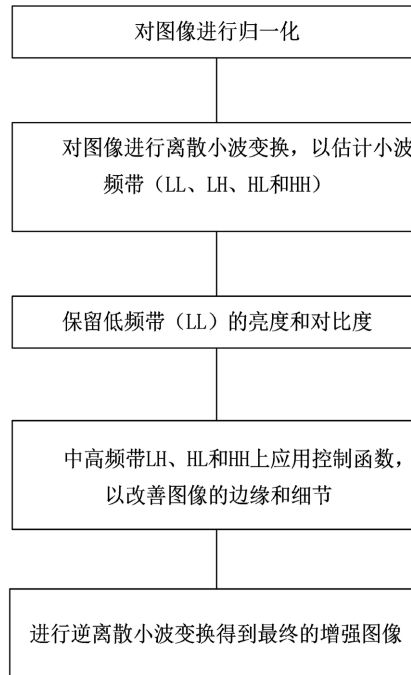 对图像进行归一化
对图像进行离散小波变换，以估计小波
频带（LL、LH、HL和HH）
保留低频带（LL）的亮度和对比度
中高频带LH、HL和HH上应用控制函数，
以改善图像的边缘和细节
进行逆离散小波变换得到最终的增强图像